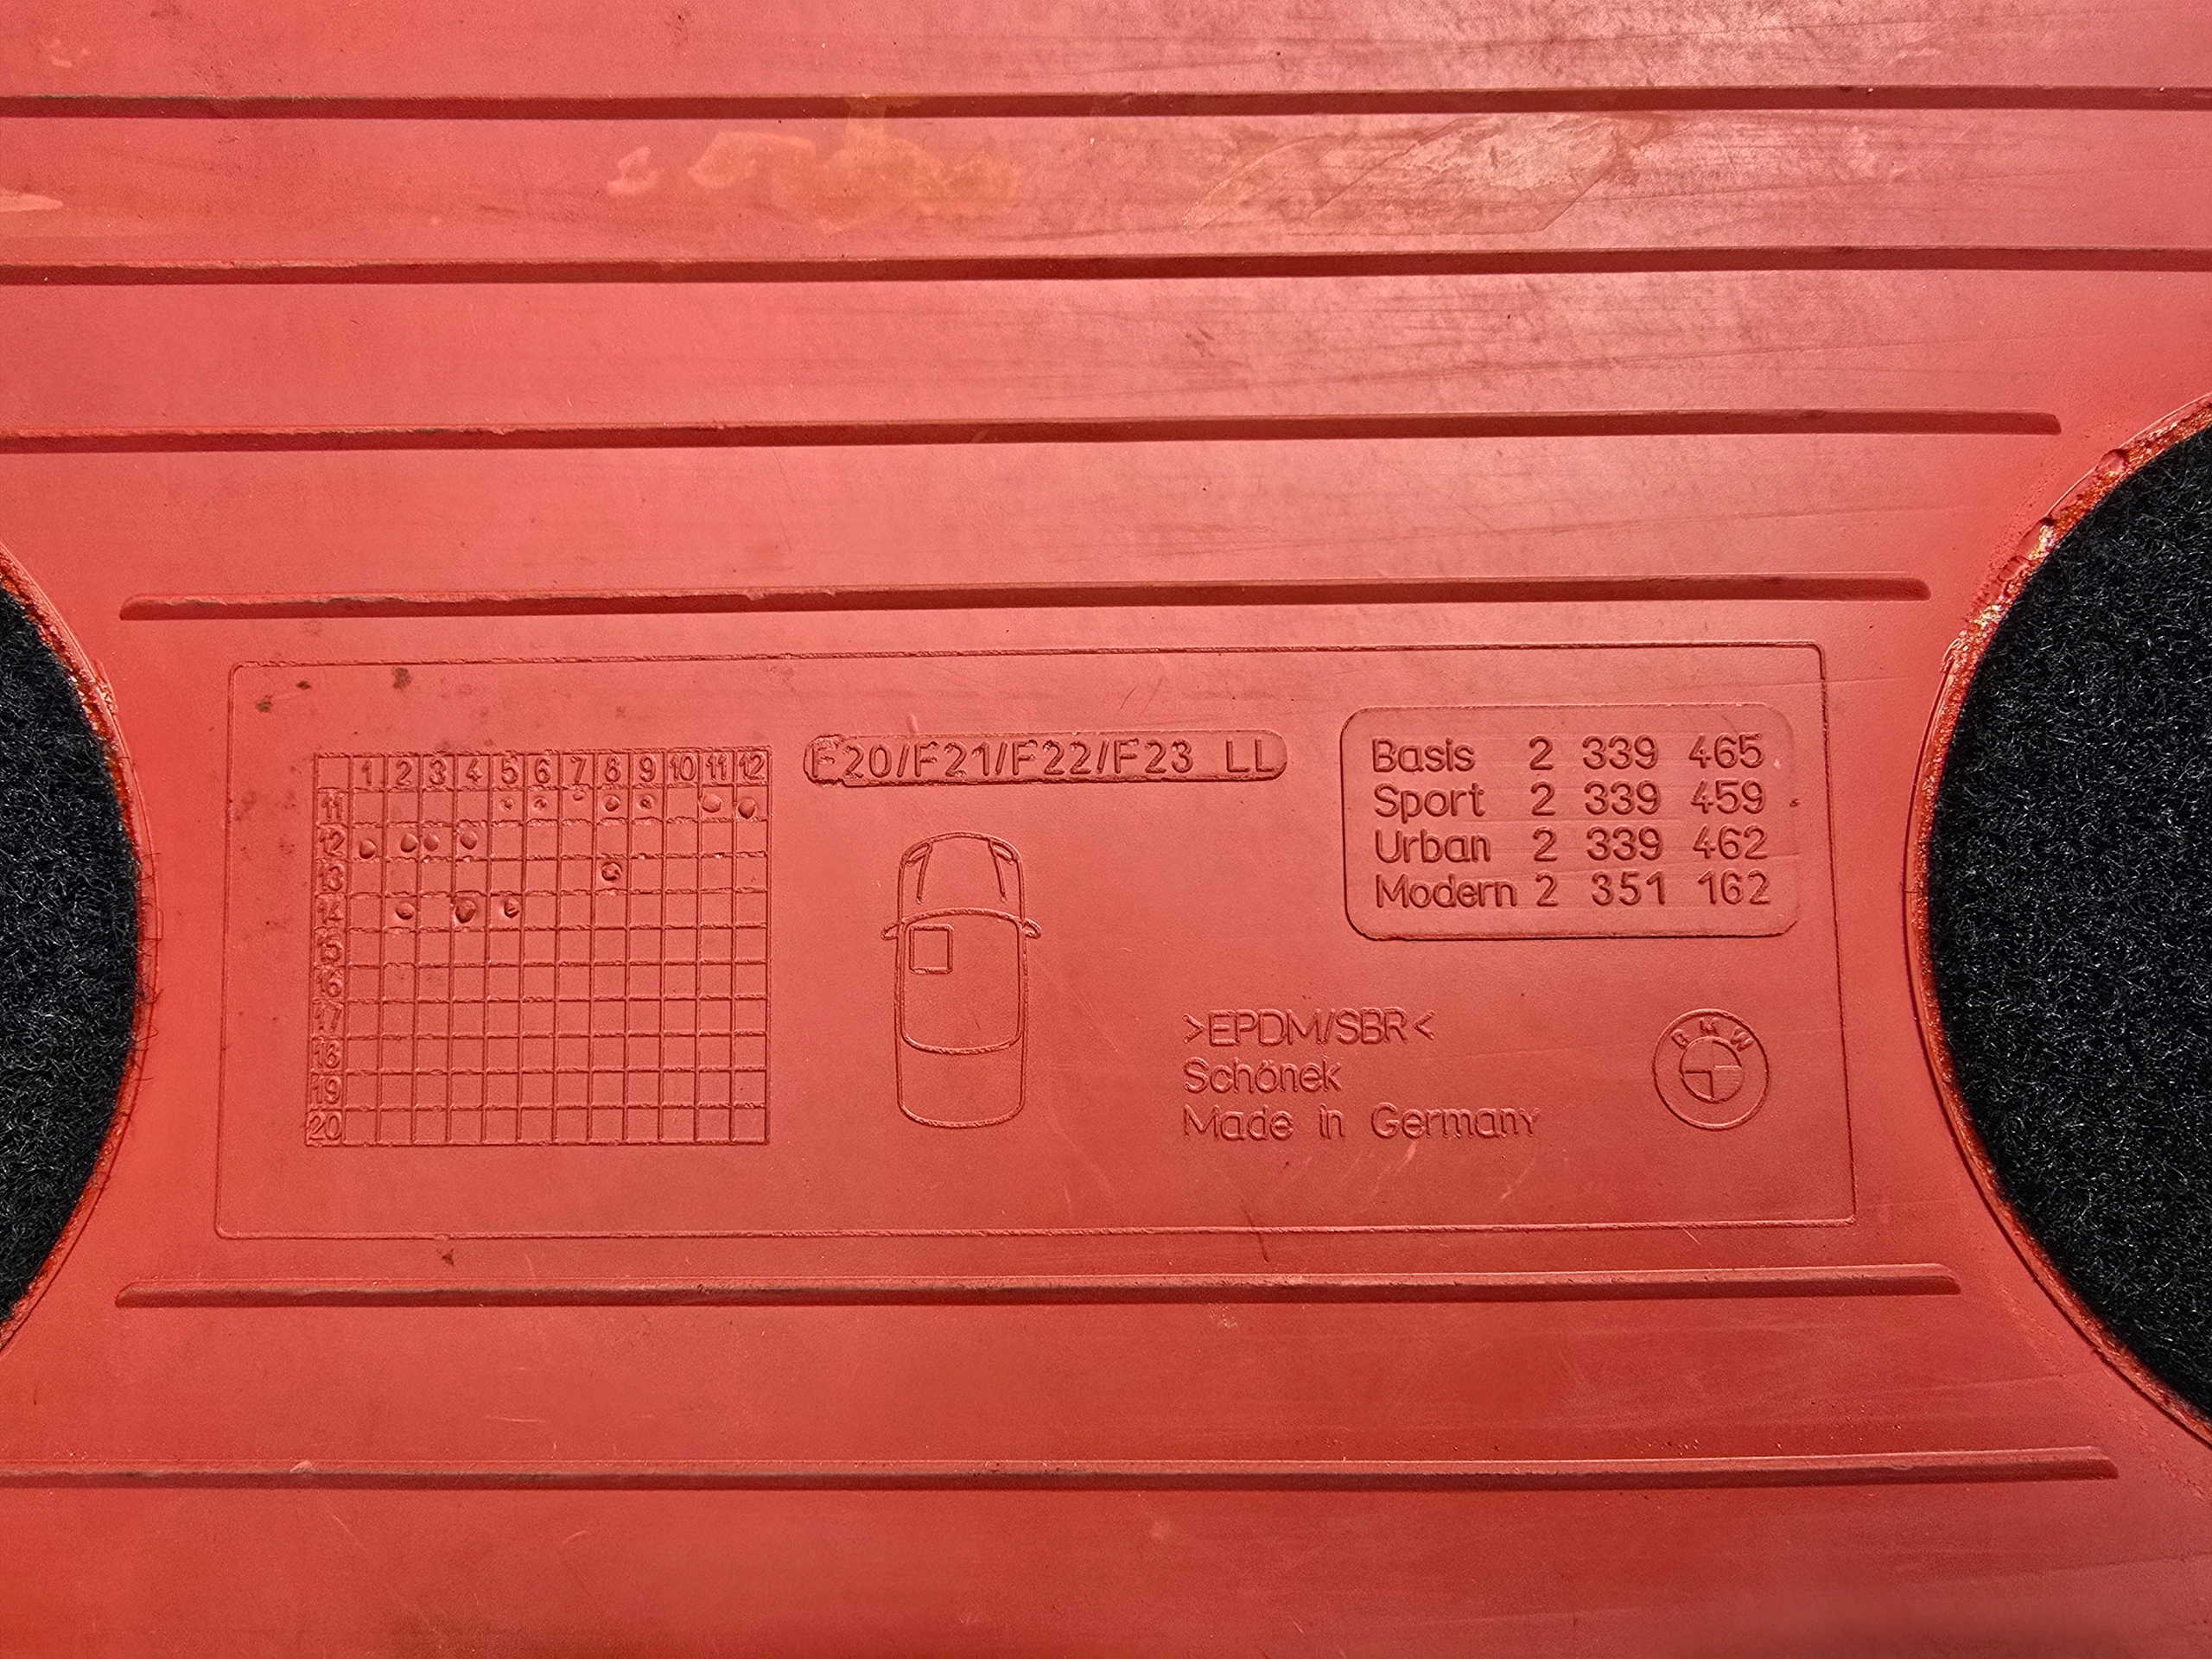 1 2 3 4 5 6 7 8 9 10 11 12
11
12
13
14
15
16
17
18
19
20
F20/F21/F22/F23 LL
Basis 2 339 465
Sport 2 339 459
Urban 2 339 462
Modern 2 351 162
>EPDM/SBR<
Schönek
Made in Germany
BMW